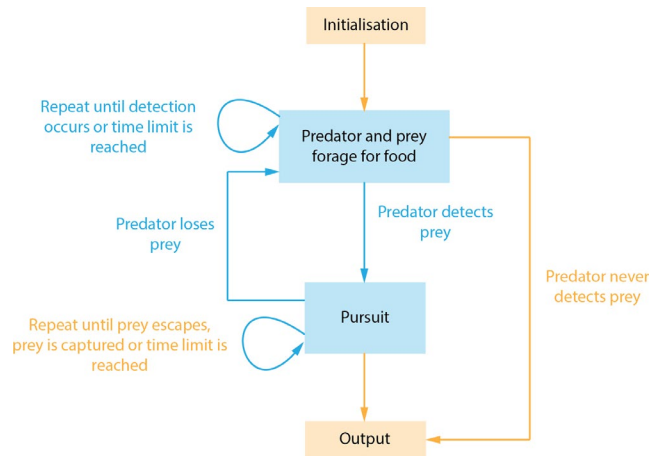 Initialisation
Repeat until detection
occurs or time limit is
reached
Predator and prey
forage for food
Predator loses
prey
Predator detects
prey
Predator never
detects prey
Repeat until prey escapes,
prey is captured or time limit is
reached
Pursuit
Output